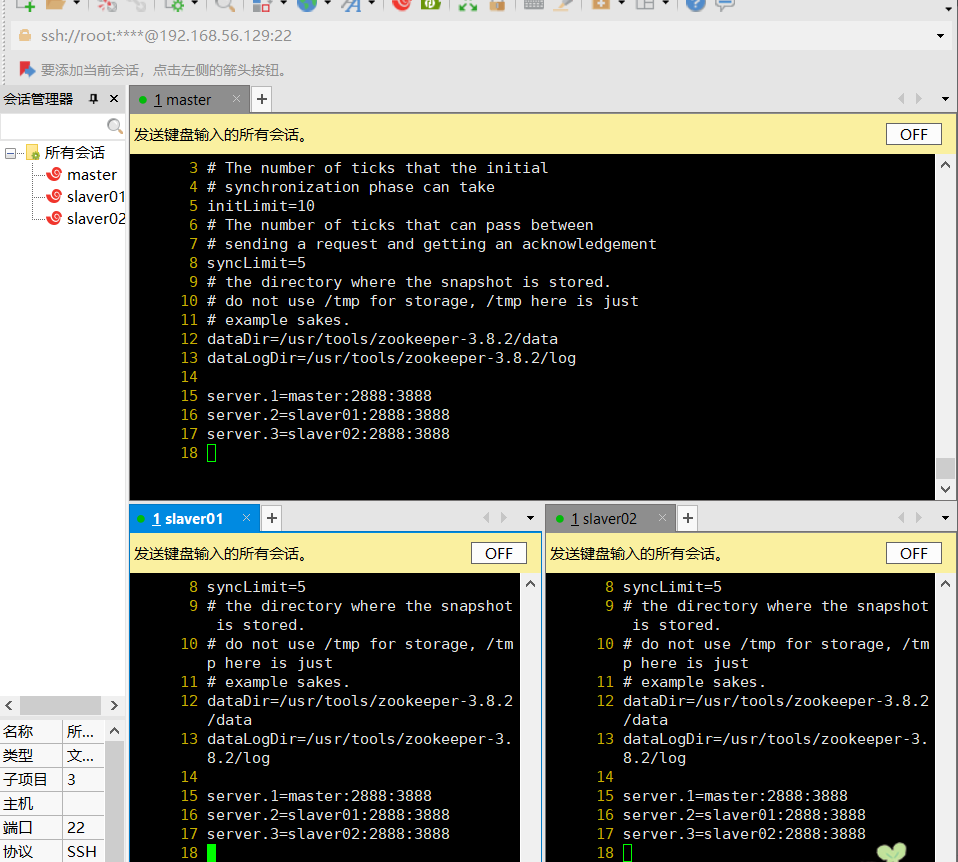 ssh://root:****@192.168.56.129:22
要添加当前会话，点击左侧的箭头按钮。
会话管理器
所有会话
master
slaver01
slaver02
名称 所...
类型 文...
子项目 3
主机
端口 22
协议 SSH
1 master
发送键盘输入的所有会话。 OFF
3 # The number of ticks that the initial
4 # synchronization phase can take
5 initLimit=10
6 # The number of ticks that can pass between
7 # sending a request and getting an acknowledgement
8 syncLimit=5
9 # the directory where the snapshot is stored.
10 # do not use /tmp for storage, /tmp here is just
11 # example sakes.
12 dataDir=/usr/tools/zookeeper-3.8.2/data
13 dataLogDir=/usr/tools/zookeeper-3.8.2/log
14
15 server.1=master:2888:3888
16 server.2=slaver01:2888:3888
17 server.3=slaver02:2888:3888
18
1 slaver01
发送键盘输入的所有会话。 OFF
8 syncLimit=5
9 # the directory where the snapshot
is stored.
10 # do not use /tmp for storage, /tm
p here is just
11 # example sakes.
12 dataDir=/usr/tools/zookeeper-3.8.2
/data
13 dataLogDir=/usr/tools/zookeeper-3.
8.2/log
14
15 server.1=master:2888:3888
16 server.2=slaver01:2888:3888
17 server.3=slaver02:2888:3888
18
1 slaver02
发送键盘输入的所有会话。 OFF
8 syncLimit=5
9 # the directory where the snapshot
is stored.
10 # do not use /tmp for storage, /tm
p here is just
11 # example sakes.
12 dataDir=/usr/tools/zookeeper-3.8.2
/data
13 dataLogDir=/usr/tools/zookeeper-3.
8.2/log
14
15 server.1=master:2888:3888
16 server.2=slaver01:2888:3888
17 server.3=slaver02:2888:3888
18